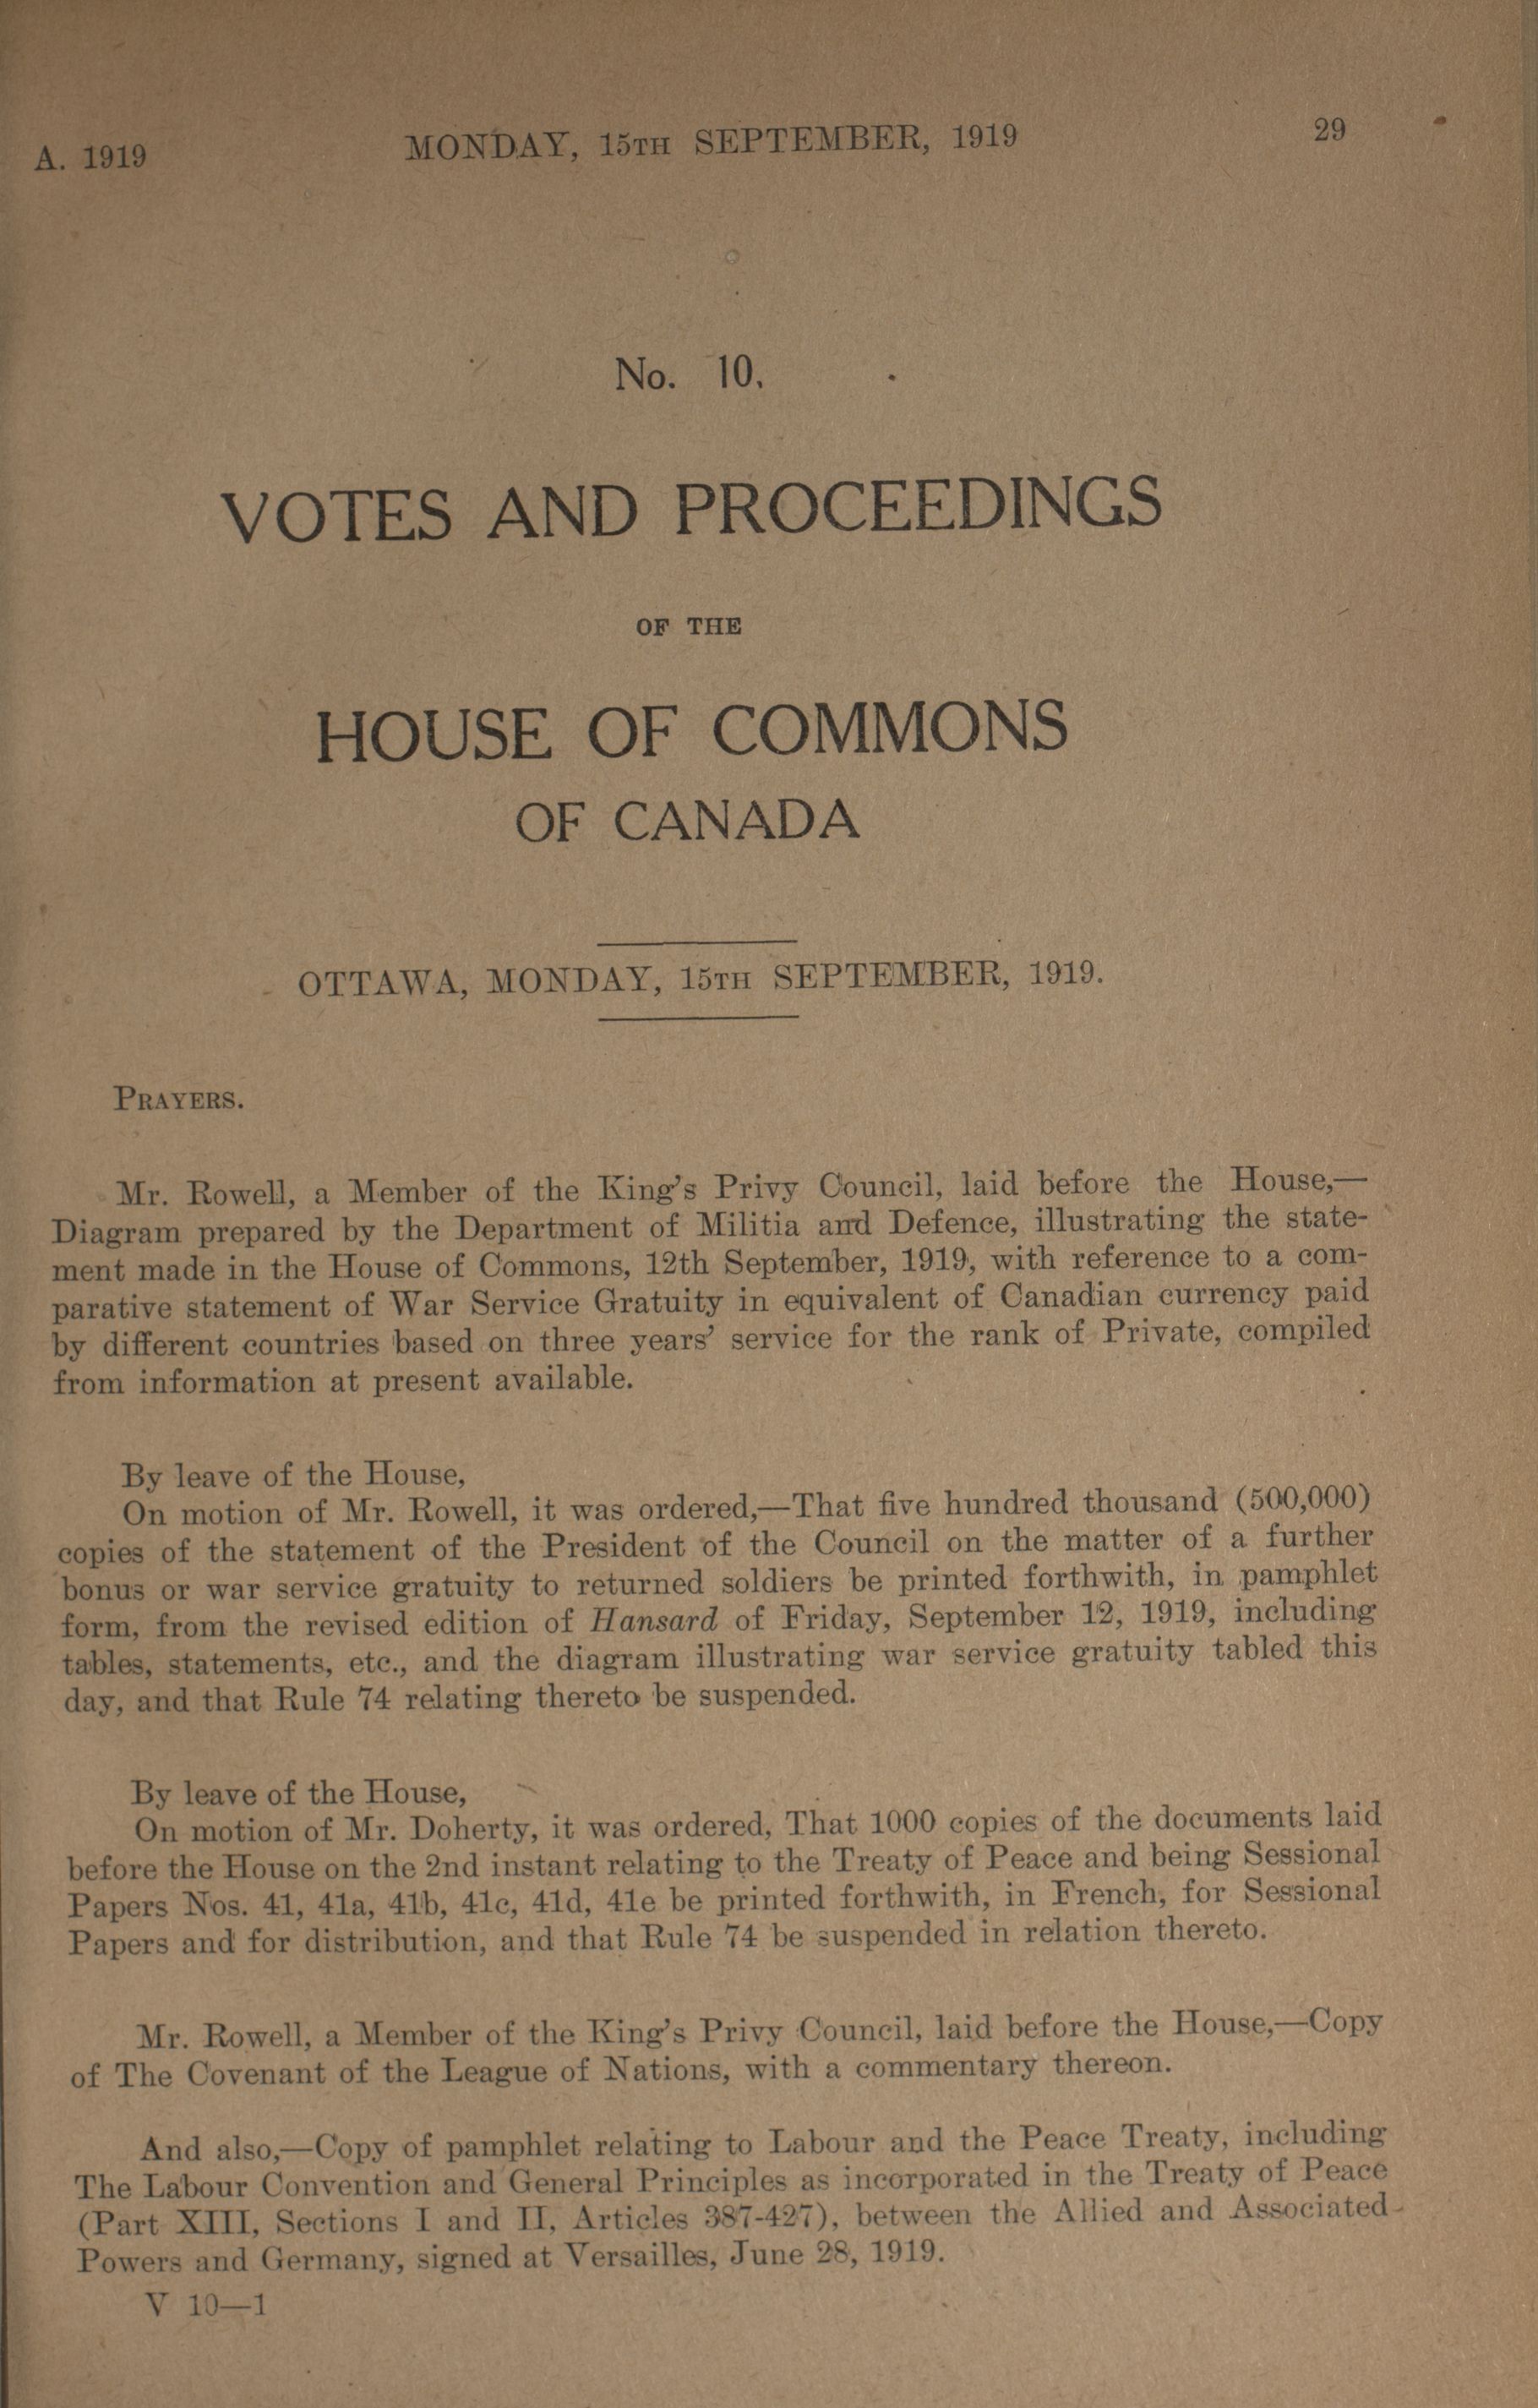 A. 1919 MONDAY, 15TH SEPTEMBER, 1919 29
No. 10.
VOTES AND PROCEEDINGS
OF THE
HOUSE OF COMMONS
OF CANADA
OTTAWA, MONDAY, 15TH SEPTEMBER, 1919.
PRAYERS.
Mr. Rowell, a Member of the King's Privy Council, laid before the House,—
Diagram prepared by the Department of Militia and Defence, illustrating the state-
ment made in the House of Commons, 12th September, 1919, with reference to a com-
parative statement of War Service Gratuity in equivalent of Canadian currency paid
by different countries based on three years' service for the rank of Private, compiled
from information at present available.
By leave of the House,
On motion of Mr. Rowell, it was ordered,—That five hundred thousand (500,000)
copies of the statement of the President of the Council on the matter of a further
bonus or war service gratuity to returned soldiers be printed forthwith, in pamphlet
form, from the revised edition of Hansard of Friday, September 12, 1919, including
tables, statements, etc., and the diagram illustrating war service gratuity tabled this
day, and that Rule 74 relating thereto be suspended.
By leave of the House,
On motion of Mr. Doherty, it was ordered, That 1000 copies of the documents laid
before the House on the 2nd instant relating to the Treaty of Peace and being Sessional
Papers Nos. 41, 41a, 41b, 41c, 41d, 41e be printed forthwith, in French, for Sessional
Papers and for distribution, and that Rule 74 be suspended in relation thereto.
Mr. Rowell, a Member of the King's Privy Council, laid before the House,—Copy
of The Covenant of the League of Nations, with a commentary thereon.
And also,—Copy of pamphlet relating to Labour and the Peace Treaty, including
The Labour Convention and General Principles as incorporated in the Treaty of Peace
(Part XIII, Sections I and II, Articles 387-427), between the Allied and Associated
Powers and Germany, signed at Versailles, June 28, 1919.
V 10—1